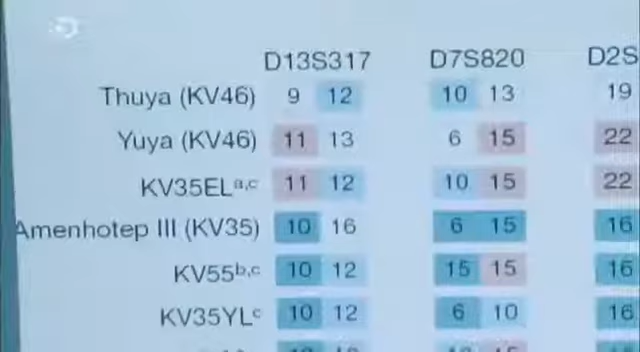 D13S317 D7S820 D2S
Thuya (KV46) 9 12 10 13 19
Yuya (KV46) 11 13 6 15 22
KV35ELa,c 11 12 10 15 22
Amenhotep III (KV35) 10 16 6 15 16
KV55b,c 10 12 15 15 16
KV35YLc 10 12 6 10 16